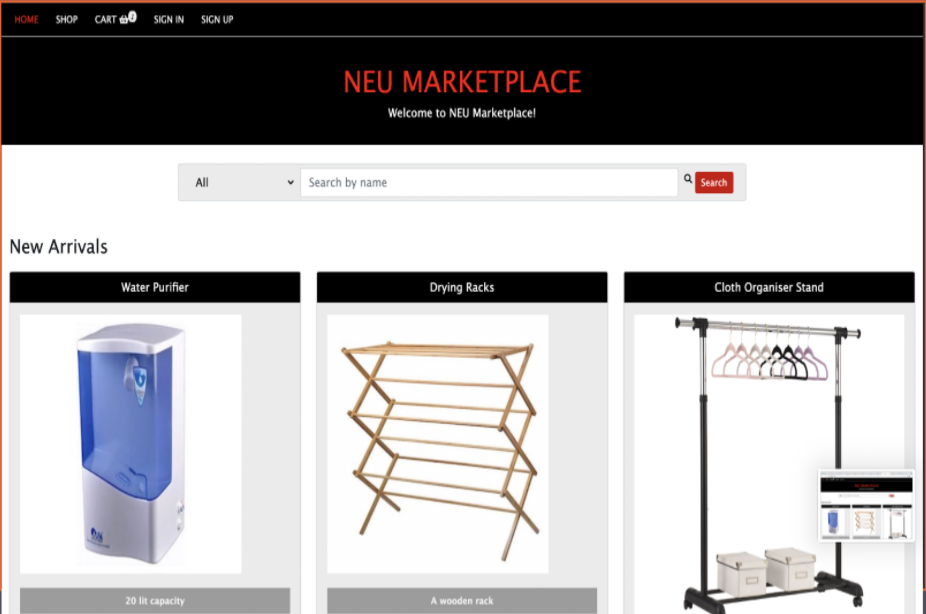 HOME SHOP CART SIGN IN SIGN UP
NEU MARKETPLACE
Welcome to NEU Marketplace!
All Search by name Search
New Arrivals
Water Purifier Drying Racks Cloth Organiser Stand
20 lit capacity A wooden rack